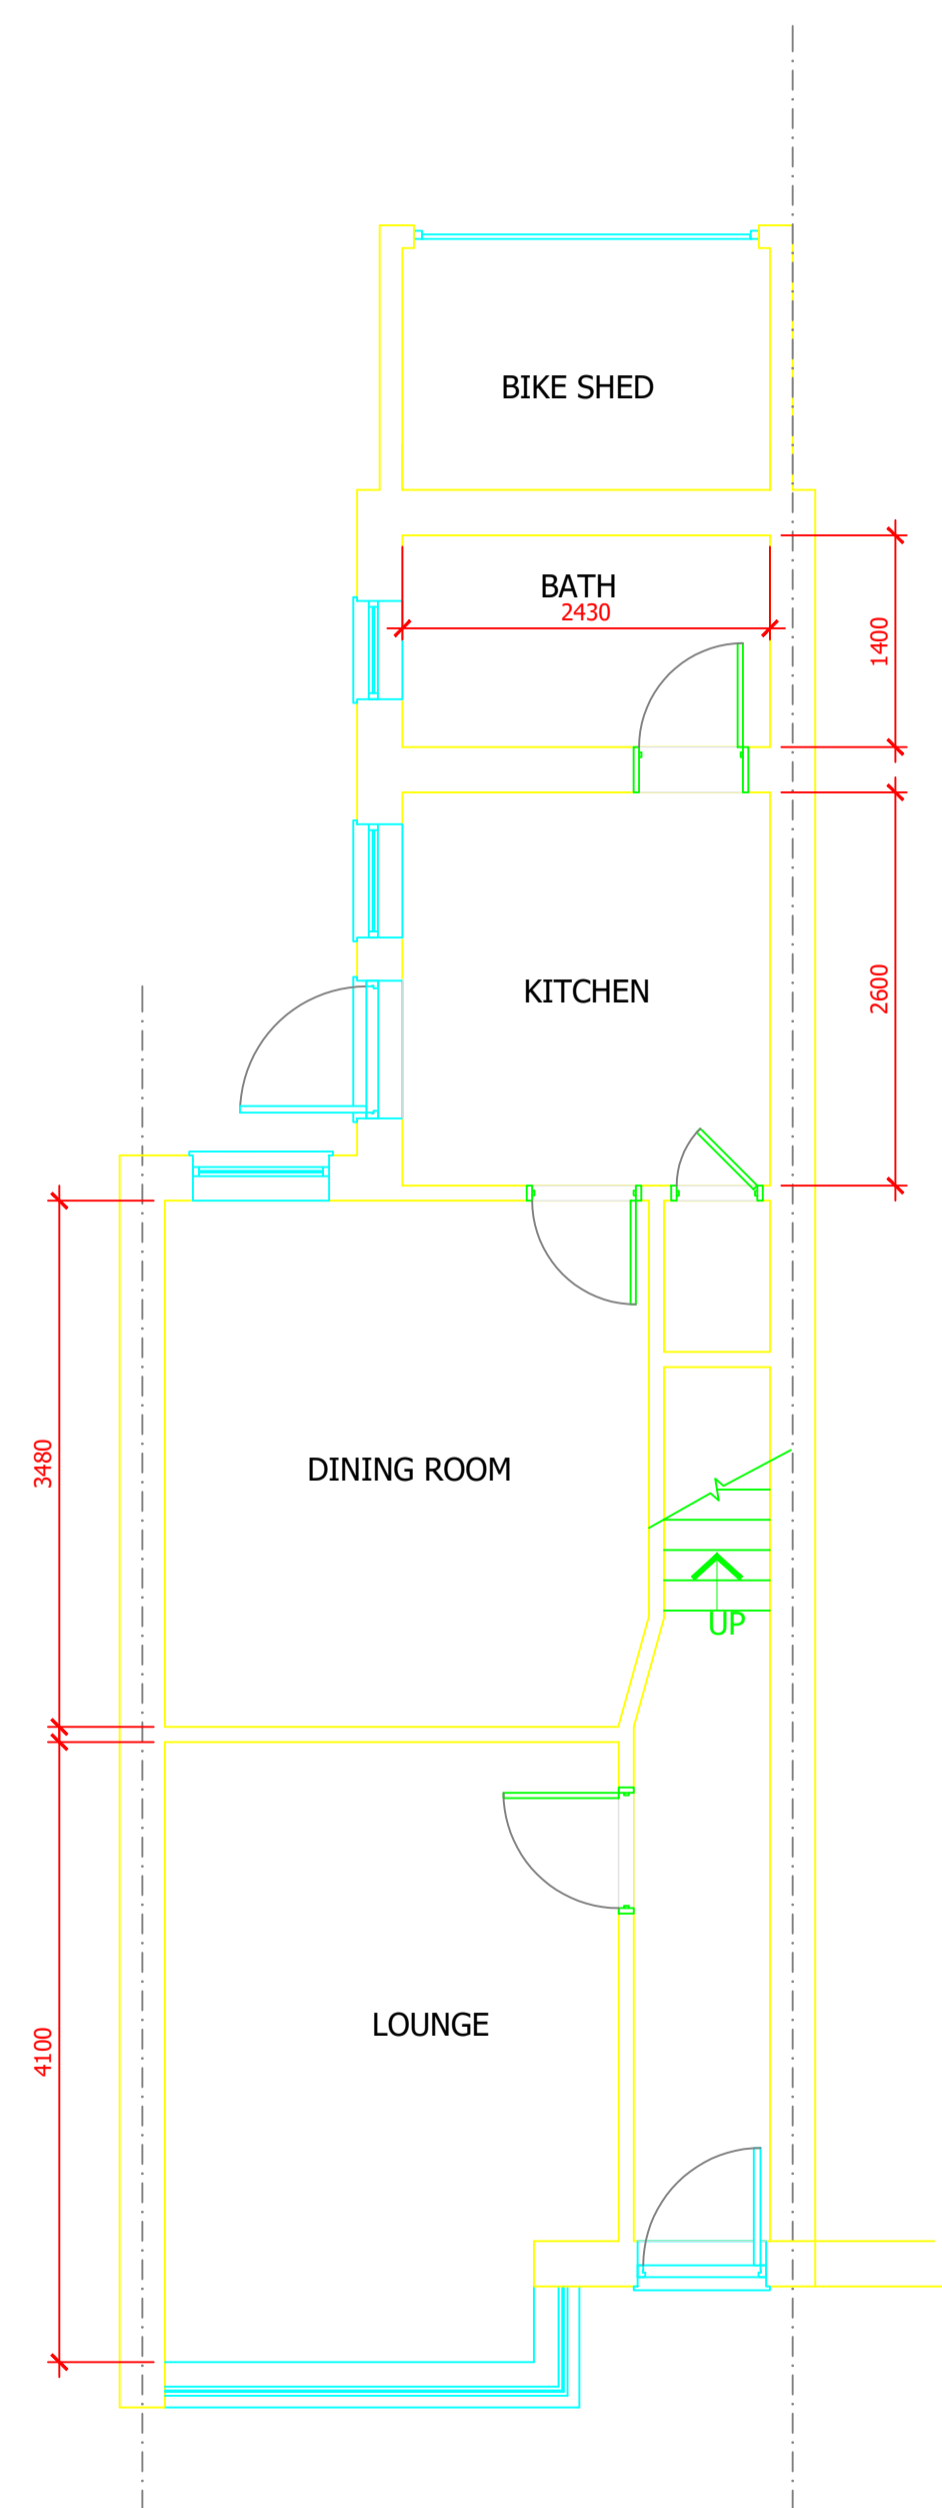 BIKE SHED
BATH
2430
1400
KITCHEN
2600
DINING ROOM
3480
UP
LOUNGE
4100